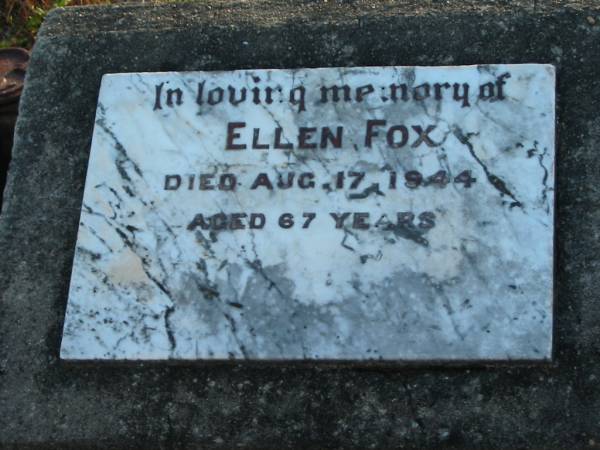 In loving memory of
ELLEN FOX
DIED AUG. 17, 1944
AGED 67 YEARS